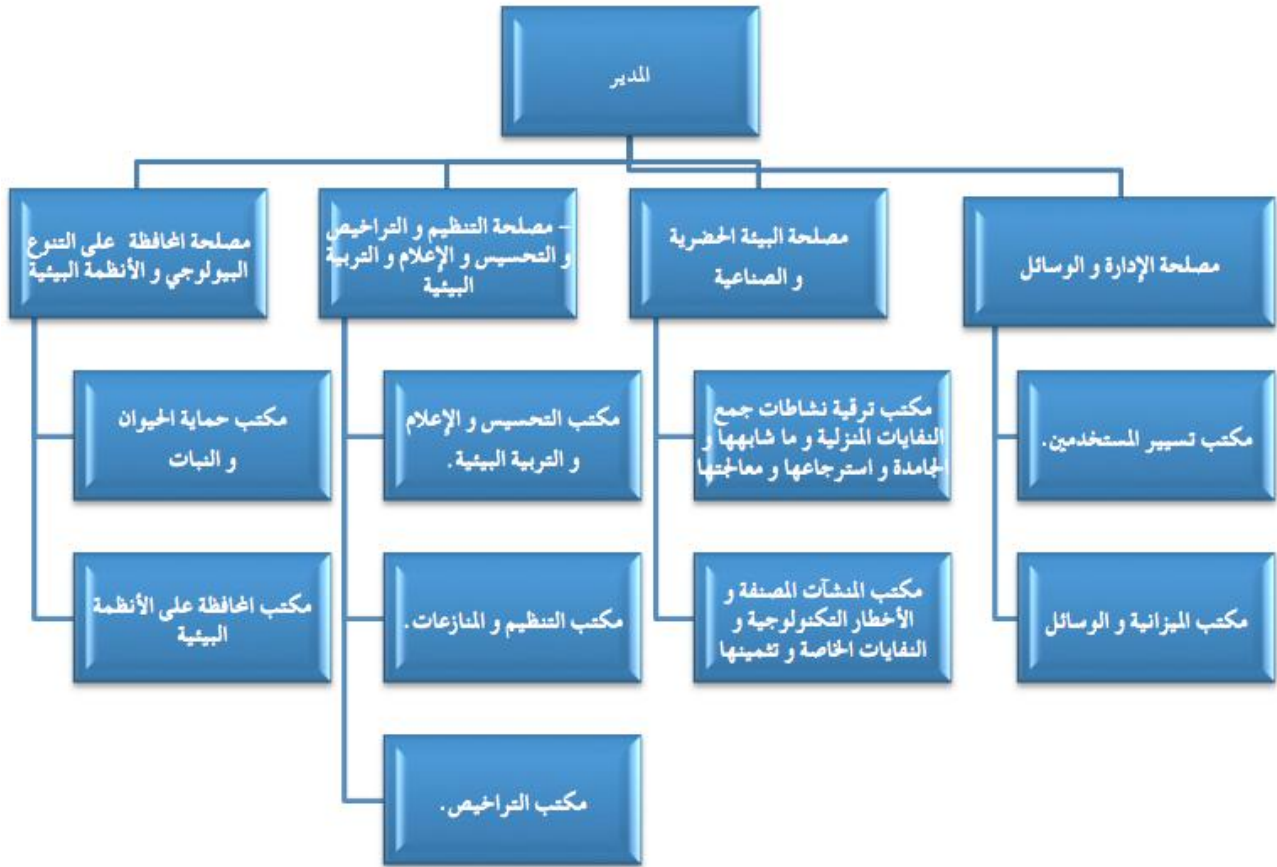 المدير
مصلحة الإدارة و الوسائل
مصلحة البيئة الحضرية
و الصناعية
– مصلحة التنظيم و التراخيص
و التحسيس و الإعلام و التربية
البيئية
مصلحة المحافظة على التنوع
البيولوجي و الأنظمة البيئية
مكتب تسيير المستخدمين.
مكتب ترقية نشاطات جمع
النفايات المنزلية و ما شابهها و
الجامدة و استرجاعها و معالجتها
مكتب التحسيس و الإعلام
و التربية البيئية.
مكتب حماية الحيوان
و النبات
مكتب الميزانية و الوسائل
مكتب المنشآت المصنفة و
الأخطار التكنولوجية و
النفايات الخاصة و تثمينها
مكتب التنظيم و المنازعات.
مكتب المحافظة على الأنظمة
البيئية
مكتب التراخيص.